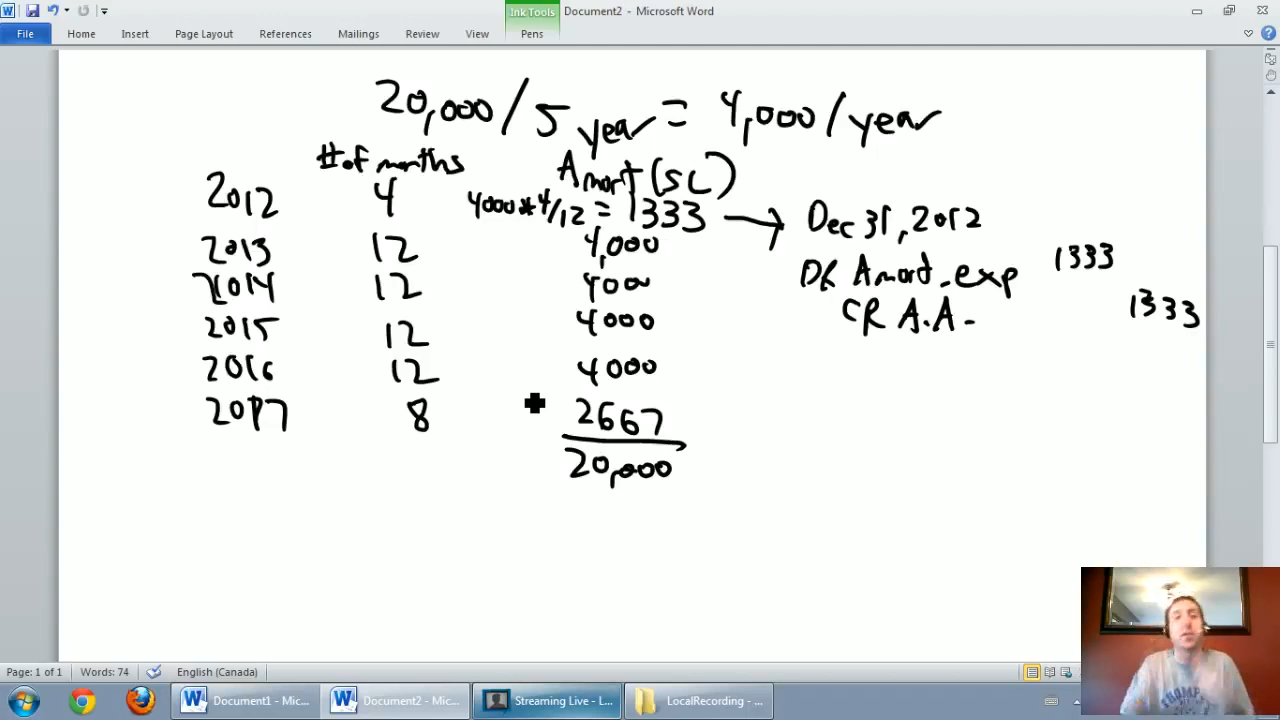 Ink Tools
Document2 - Microsoft Word
File Home Insert Page Layout References Mailings Review View Pens
20,000/5 year = 4,000/year
# of months Amort (SL)
2012 4 4000*4/12 = 1333 → Dec 31, 2012
2013 12 4,000
DR Amort. exp 1333
2014 12 4000
CR A.A. 1333
2015 12 4000
2016 12 4000
2017 8 2667
20,000
Page: 1 of 1 Words: 74 English (Canada)
Document1 - Mic... Document2 - Mic... Streaming Live - L... LocalRecording - ...